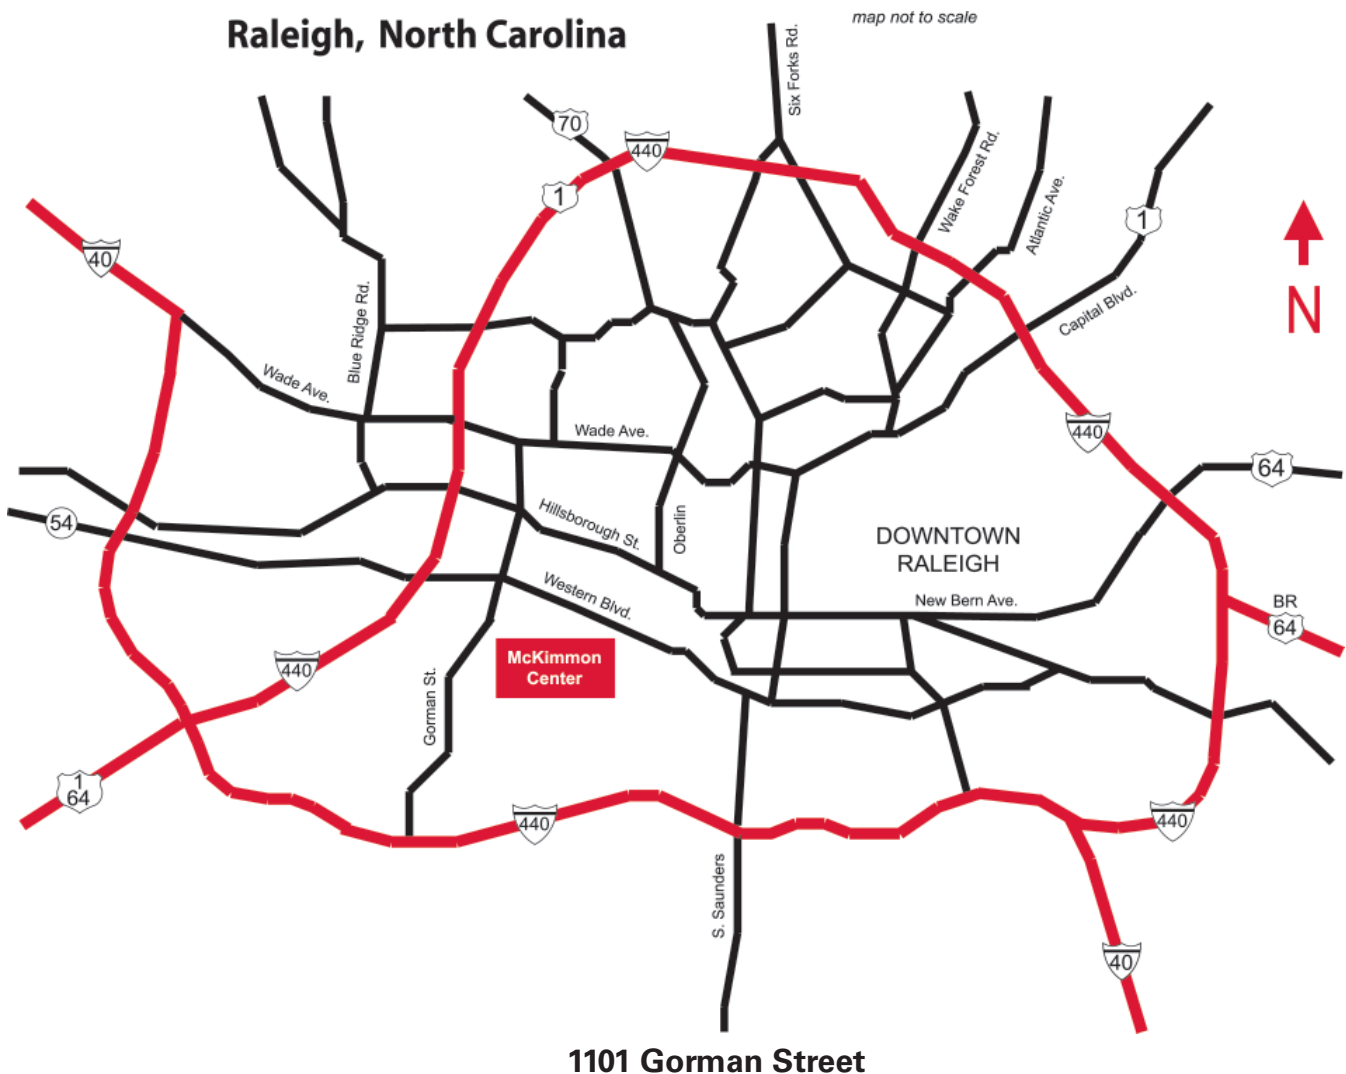 Raleigh, North Carolina
map not to scale
Six Forks Rd.
70
440
Wake Forest Rd.
1
Atlantic Ave.
1
40
N
Blue Ridge Rd.
Capital Blvd.
Wade Ave.
Wade Ave.
440
64
54
Hillsborough St.
Oberlin
DOWNTOWN
RALEIGH
Western Blvd.
New Bern Ave.
BR
64
McKimmon
Center
440
Gorman St.
1
64
440
440
S. Saunders
40
1101 Gorman Street